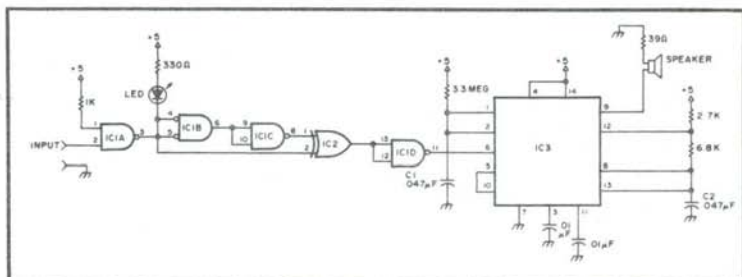 +5
1K
INPUT
1
2
IC1A
3
+5
330Ω
LED
4
5
IC1B
6
9
10
IC1C
8
1
2
IC2
13
12
IC1D
11
+5
3.3 MEG
C1
.047µF
1
2
6
5
10
+5
4
14
IC3
7
3
.01
µF
11
.01µF
9
12
8
13
39Ω
SPEAKER
+5
2.7K
6.8K
C2
.047µF